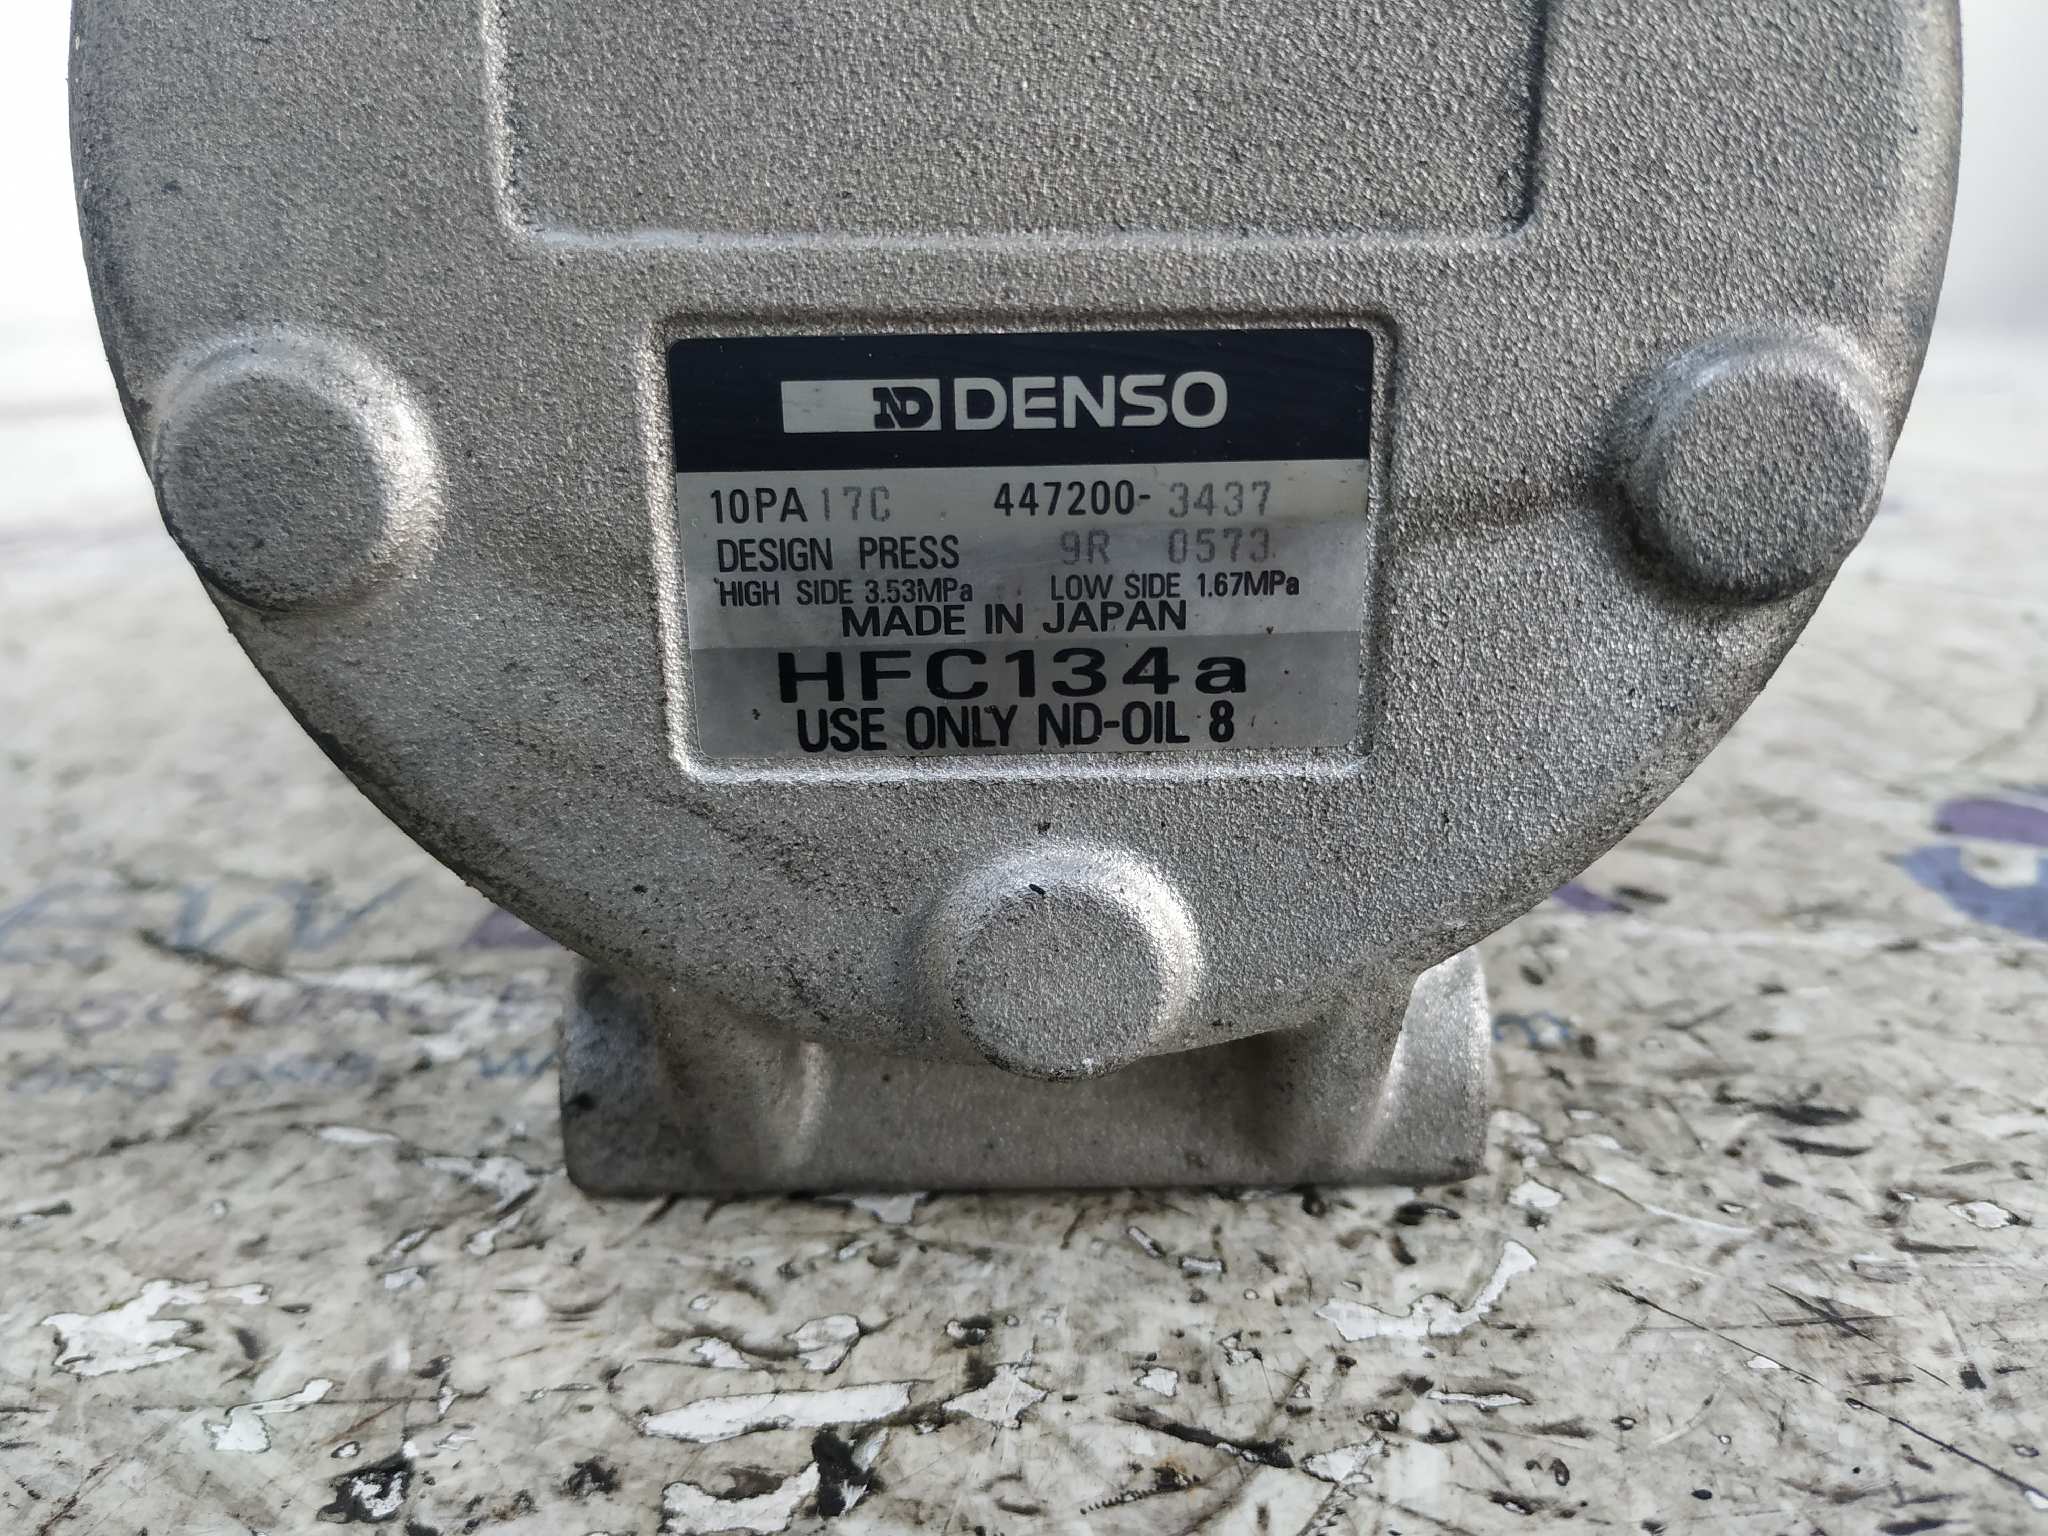 ND DENSO
10PA17C 447200-3437
DESIGN PRESS 9R 0573
HIGH SIDE 3.53MPa LOW SIDE 1.67MPa
MADE IN JAPAN
HFC134a
USE ONLY ND-OIL 8